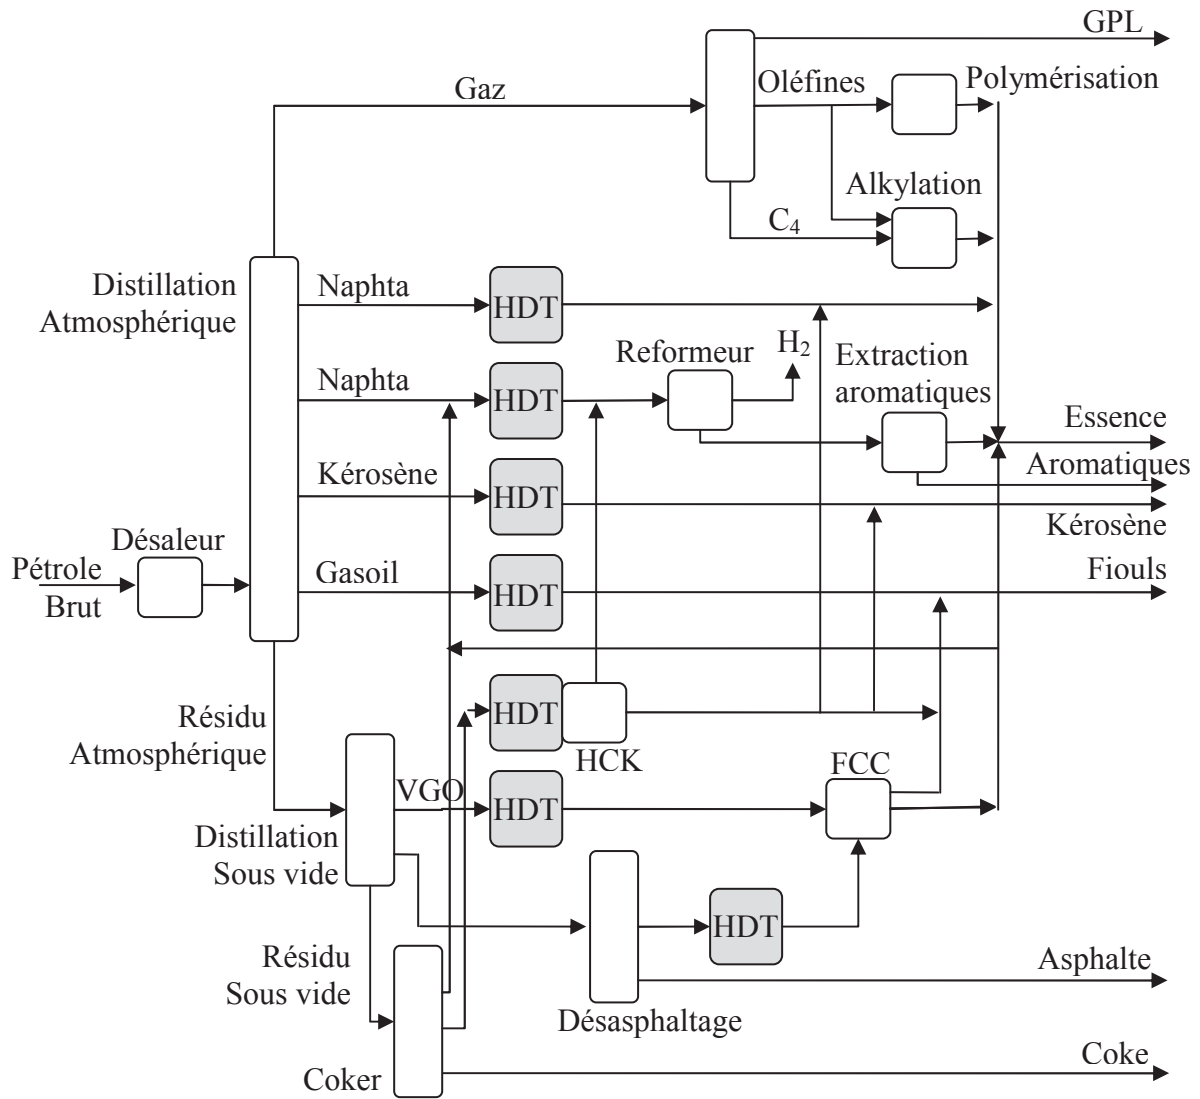 GPL
Gaz
Oléfines
Polymérisation
Alkylation
C4
Distillation
Atmosphérique
Naphta
HDT
Naphta
HDT
Reformeur
H2
Extraction
aromatiques
Essence
Aromatiques
Kérosène
HDT
Kérosène
Désaleur
Pétrole
Brut
Gasoil
HDT
Fiouls
Résidu
Atmosphérique
HDT
HCK
VGO
HDT
FCC
Distillation
Sous vide
HDT
Résidu
Sous vide
Désasphaltage
Asphalte
Coker
Coke